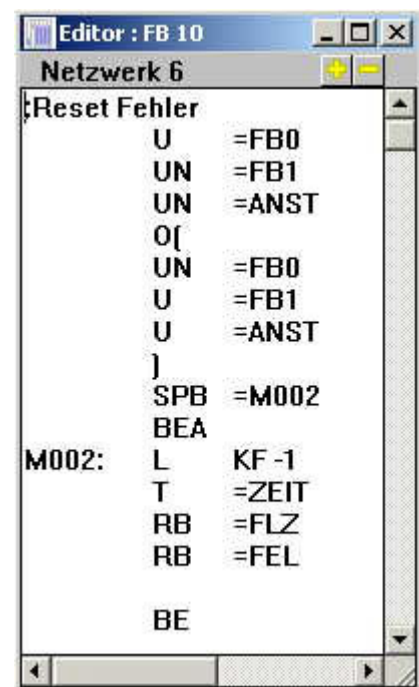 Editor : FB 10
Netzwerk 6
;Reset Fehler
U =FB0
UN =FB1
UN =ANST
O(
UN =FB0
U =FB1
U =ANST
)
SPB =M002
BEA
M002: L KF -1
T =ZEIT
RB =FLZ
RB =FEL
BE